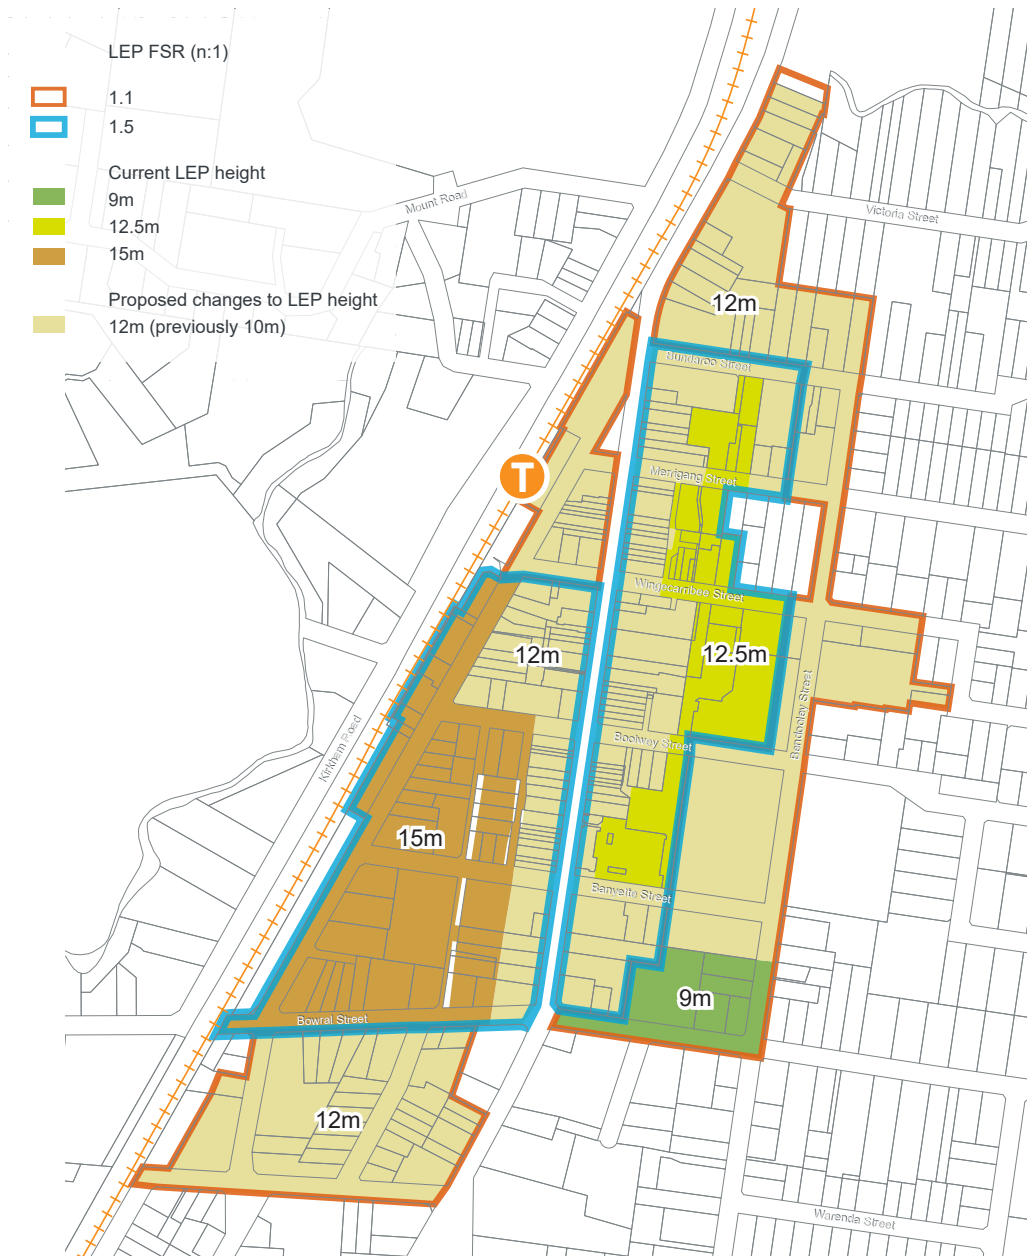 LEP FSR (n:1)
1.1
1.5
Current LEP height
9m
12.5m
15m
Proposed changes to LEP height
12m (previously 10m)
Mount Road
Victoria Street
12m
Bundaroo Street
T
Merrigang Street
Wingecarribee Street
12m
12.5m
Bendooley Street
Kirkham Road
Boolwey Street
15m
Banyette Street
9m
Bowral Street
12m
Warenda Street